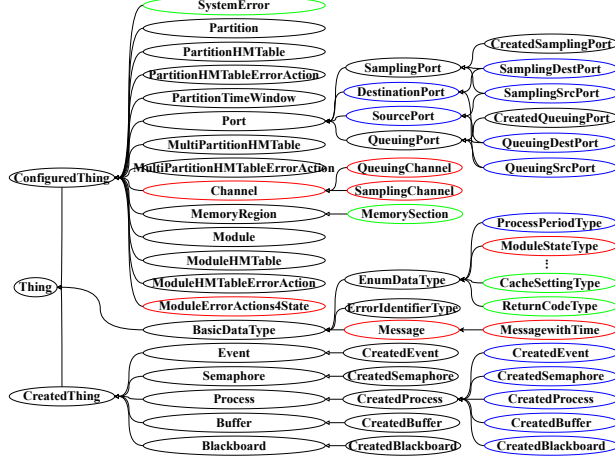 SystemError
Partition
PartitionHMTable
PartitionHMTableErrorAction
PartitionTimeWindow
Port
MultiPartitionHMTable
MultiPartitionHMTableErrorAction
Channel
MemoryRegion
Module
ModuleHMTable
ModuleHMTableErrorAction
ModuleErrorActions4State
BasicDataType
Event
Semaphore
Process
Buffer
Blackboard
ConfiguredThing
Thing
CreatedThing
SamplingPort
DestinationPort
SourcePort
QueuingPort
QueuingChannel
SamplingChannel
MemorySection
EnumDataType
ErrorIdentifierType
Message
CreatedEvent
CreatedSemaphore
CreatedProcess
CreatedBuffer
CreatedBlackboard
CreatedSamplingPort
SamplingDestPort
SamplingSrcPort
CreatedQueuingPort
QueuingDestPort
QueuingSrcPort
ProcessPeriodType
ModuleStateType
⋮
CacheSettingType
ReturnCodeType
MessagewithTime
CreatedEvent
CreatedSemaphore
CreatedProcess
CreatedBuffer
CreatedBlackboard